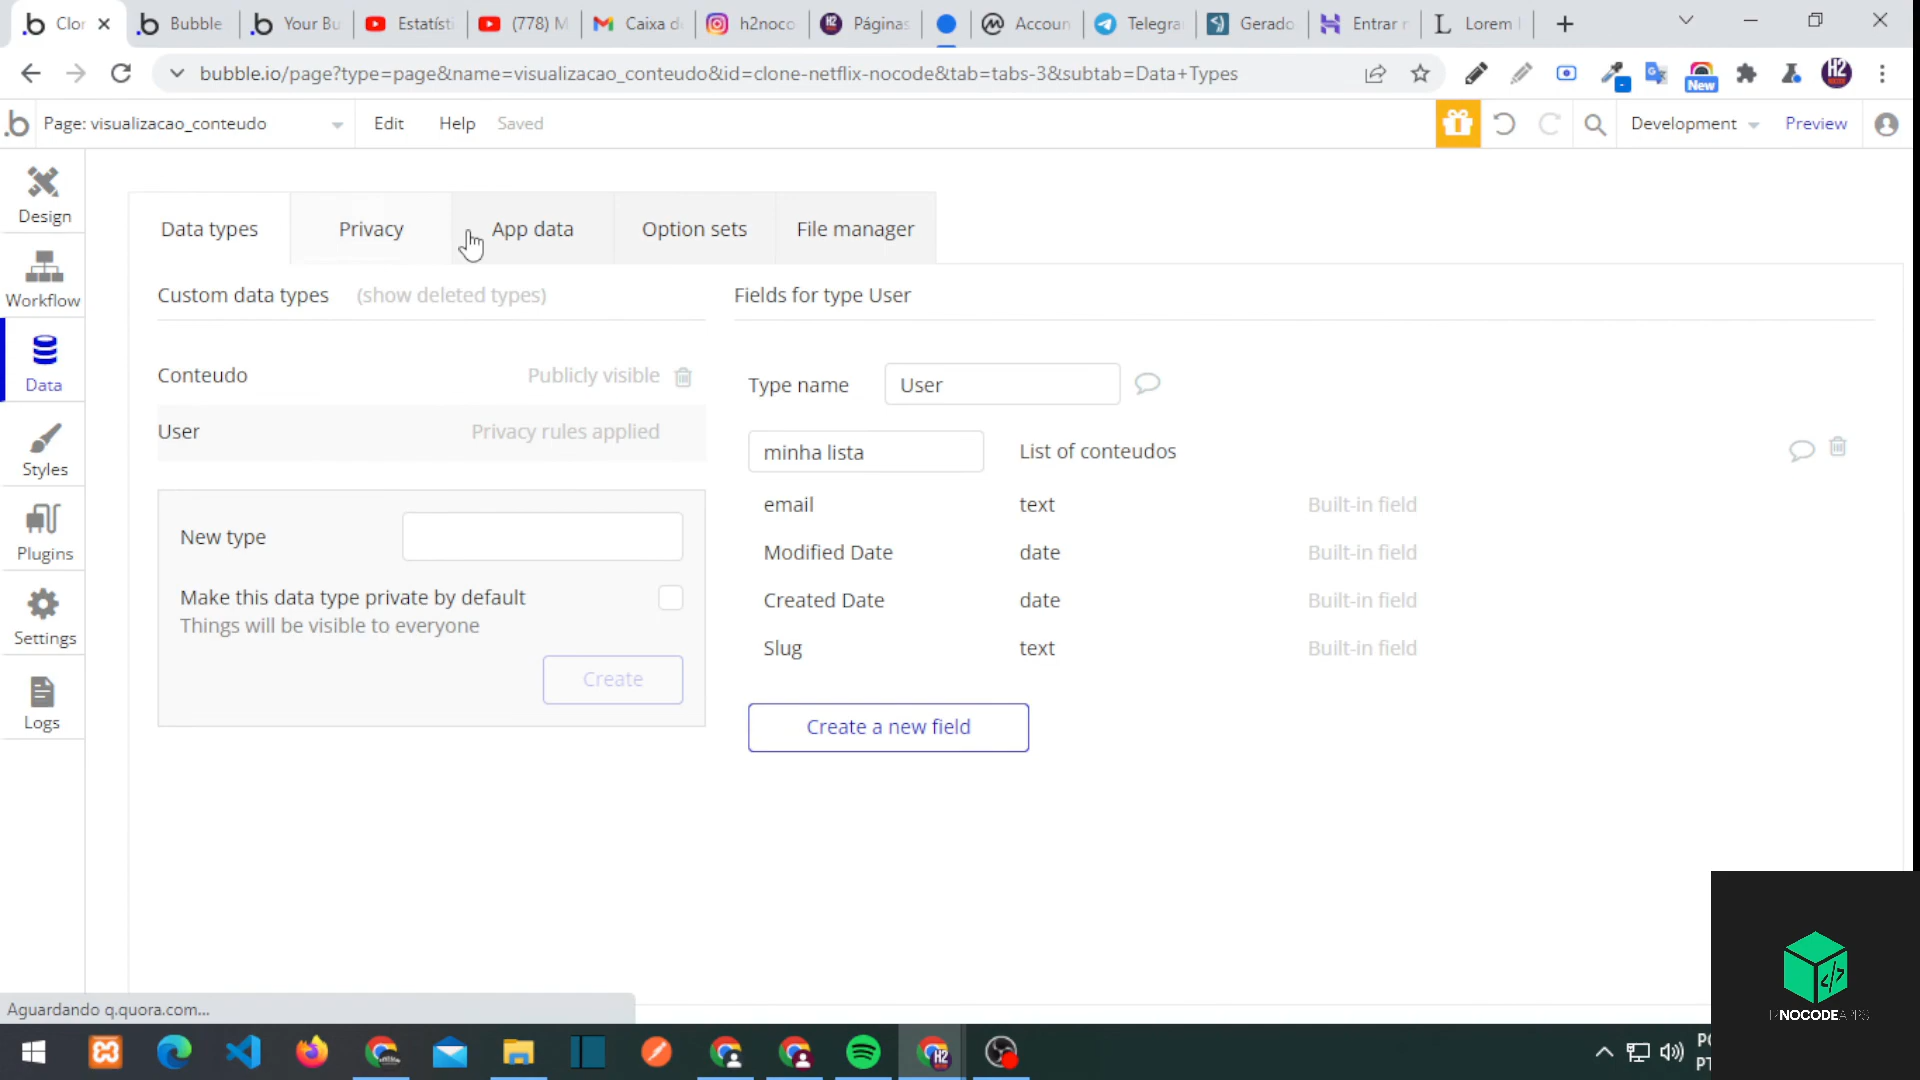 Clor
Bubble
Your Bu
Estatísti
(778) M
Caixa de
h2noco
Páginas
Accoun
Telegra
Gerado
Entrar n
Lorem I
bubble.io/page?type=page&name=visualizacao_conteudo&id=clone-netflix-nocode&tab=tabs-3&subtab=Data+Types
New
H2
Page: visualizacao_conteudo
Edit
Help
Saved
Development
Preview
Design
Workflow
Data
Styles
Plugins
Settings
Logs
Data types
Privacy
App data
Option sets
File manager
Custom data types
(show deleted types)
Conteudo
Publicly visible
User
Privacy rules applied
New type
Make this data type private by default
Things will be visible to everyone
Create
Fields for type User
Type name
User
minha lista
List of conteudos
email
text
Built-in field
Modified Date
date
Built-in field
Created Date
date
Built-in field
Slug
text
Built-in field
Create a new field
Aguardando q.quora.com...
NOCODEAPPS